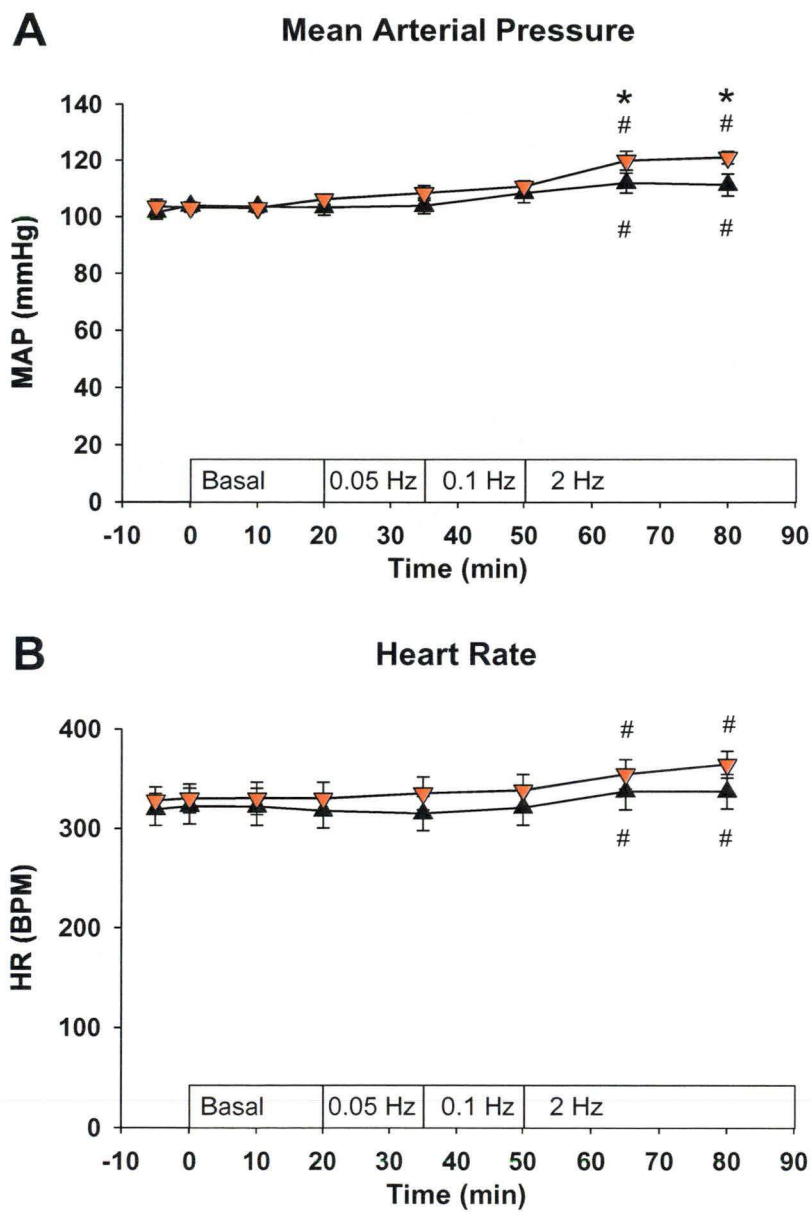 A
Mean Arterial Pressure
* *
# #
140
120
100
80
60
40
20
0
# #
MAP (mmHg)
Basal 0.05 Hz 0.1 Hz 2 Hz
-10 0 10 20 30 40 50 60 70 80 90
Time (min)
B
Heart Rate
# #
400
300
200
100
0
# #
HR (BPM)
Basal 0.05 Hz 0.1 Hz 2 Hz
-10 0 10 20 30 40 50 60 70 80 90
Time (min)